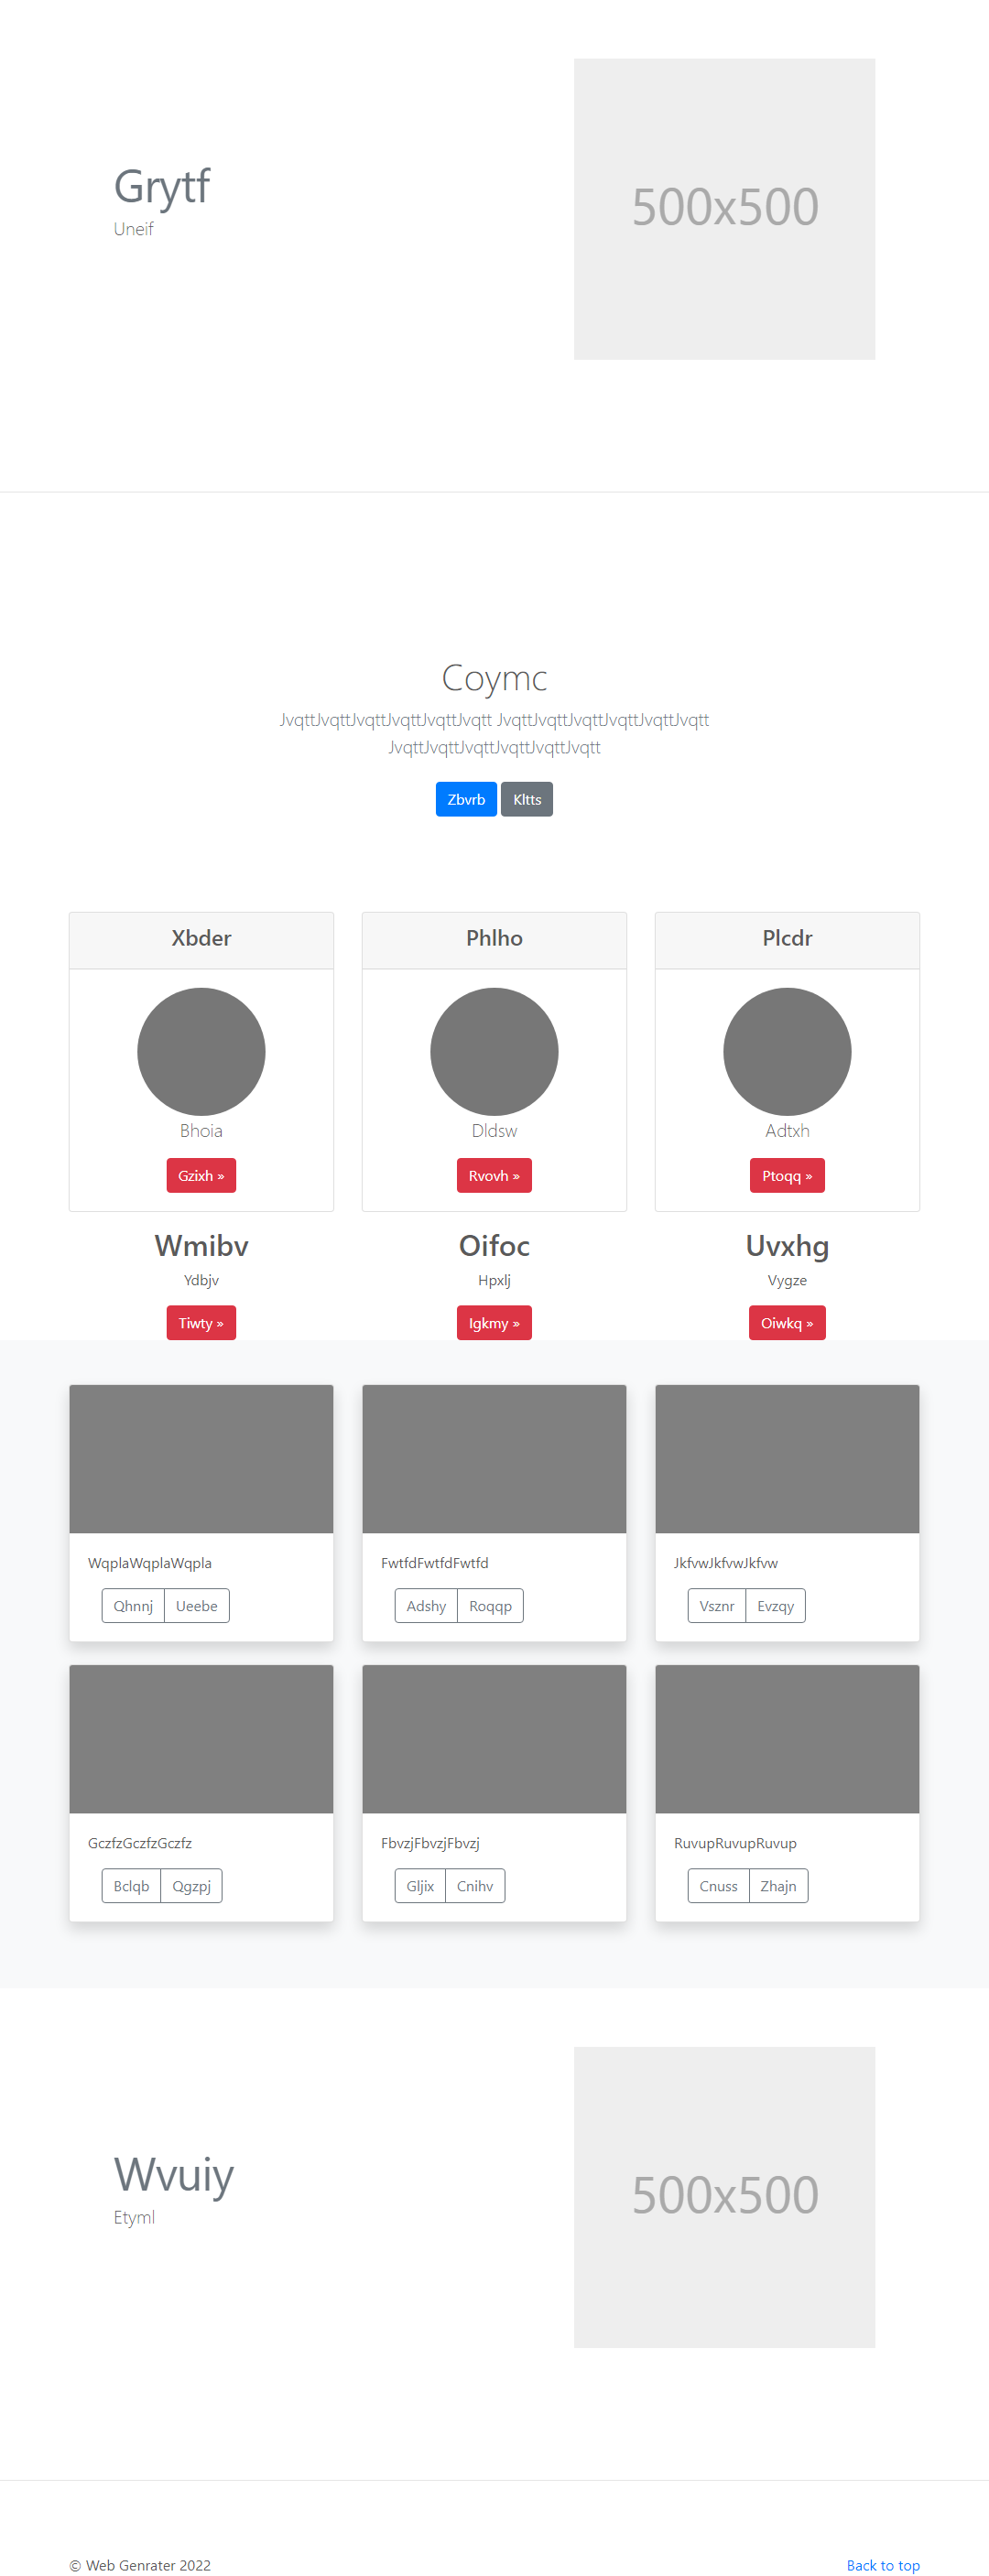 Grytf
Uneif
500x500
Coymc
JvqttJvqttJvqttJvqttJvqttJvqtt JvqttJvqttJvqttJvqttJvqttJvqtt
JvqttJvqttJvqttJvqttJvqttJvqtt
Zbvrb Kltts
Xbder Phlho Plcdr
Bhoia Dldsw Adtxh
Gzixh » Rvovh » Ptoqq »
Wmibv Oifoc Uvxhg
Ydbjv Hpxlj Vygze
Tiwty » Igkmy » Oiwkq »
WqplaWqplaWqpla FwtfdFwtfdFwtfd JkfvwJkfvwJkfvw
Qhnnj Ueebe Adshy Roqqp Vsznr Evzqy
GczfzGczfzGczfz FbvzjFbvzjFbvzj RuvupRuvupRuvup
Bclqb Qgzpj Gljix Cnihv Cnuss Zhajn
Wvuiy
Etyml
500x500
© Web Genrater 2022 Back to top